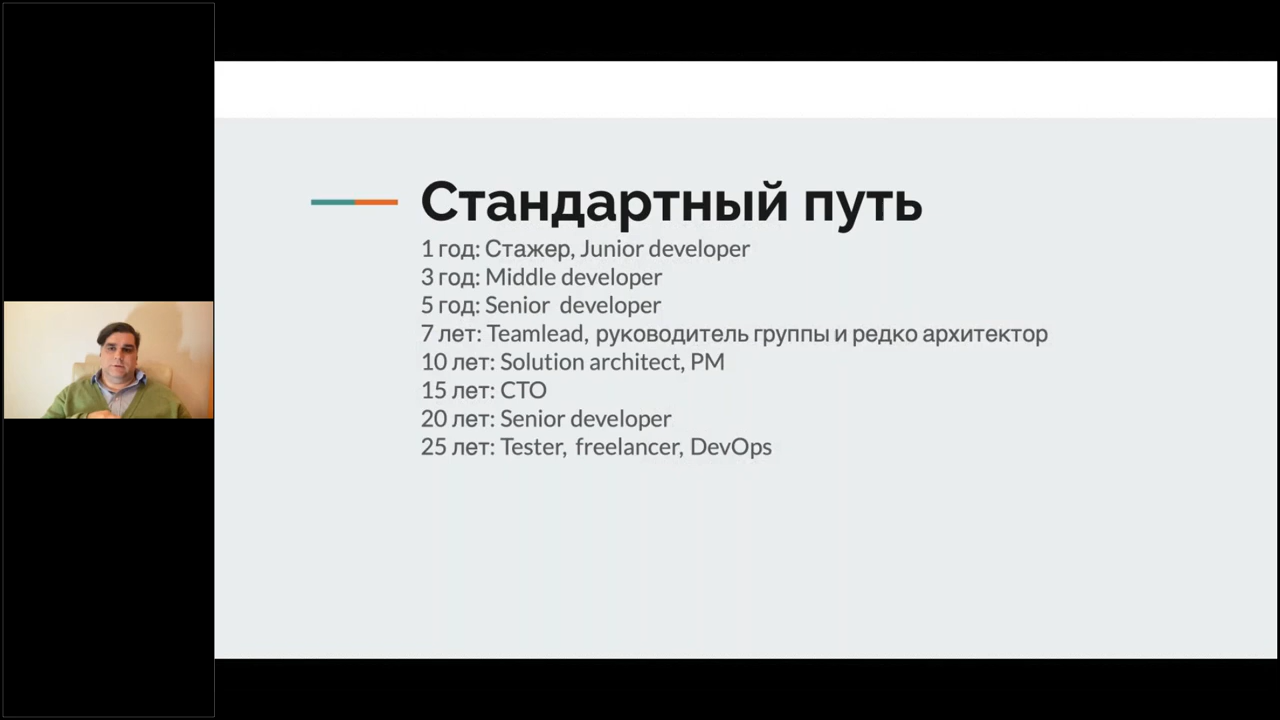 Стандартный путь
1 год: Стажер, Junior developer
3 год: Middle developer
5 год: Senior developer
7 лет: Teamlead, руководитель группы и редко архитектор
10 лет: Solution architect, PM
15 лет: CTO
20 лет: Senior developer
25 лет: Tester, freelancer, DevOps